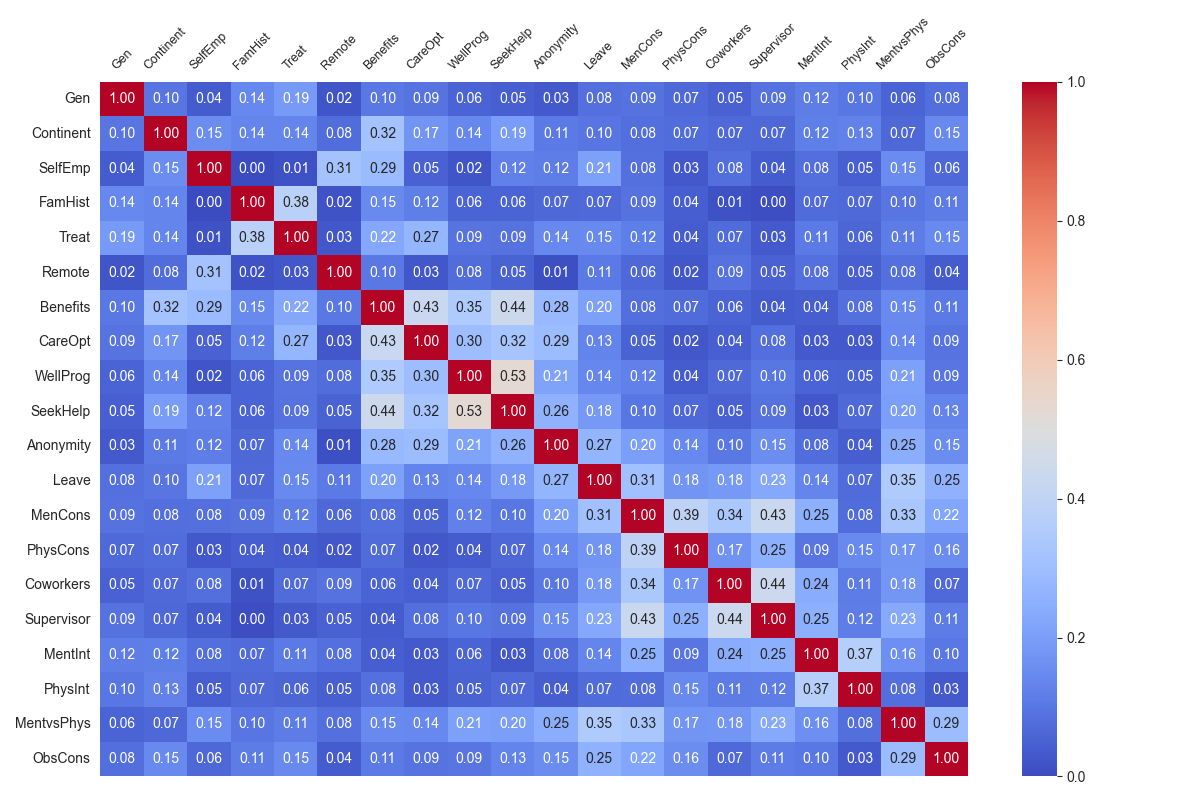 Gen Continent SelfEmp FamHist Treat Remote Benefits CareOpt WellProg SeekHelp Anonymity Leave MenCons PhysCons Coworkers Supervisor MentInt PhysInt MentvsPhys ObsCons
Gen 1.00 0.10 0.04 0.14 0.19 0.02 0.10 0.09 0.06 0.05 0.03 0.08 0.09 0.07 0.05 0.09 0.12 0.10 0.06 0.08
Continent 0.10 1.00 0.15 0.14 0.14 0.08 0.32 0.17 0.14 0.19 0.11 0.10 0.08 0.07 0.07 0.07 0.12 0.13 0.07 0.15
SelfEmp 0.04 0.15 1.00 0.00 0.01 0.31 0.29 0.05 0.02 0.12 0.12 0.21 0.08 0.03 0.08 0.04 0.08 0.05 0.15 0.06
FamHist 0.14 0.14 0.00 1.00 0.38 0.02 0.15 0.12 0.06 0.06 0.07 0.07 0.09 0.04 0.01 0.00 0.07 0.07 0.10 0.11
Treat 0.19 0.14 0.01 0.38 1.00 0.03 0.22 0.27 0.09 0.09 0.14 0.15 0.12 0.04 0.07 0.03 0.11 0.06 0.11 0.15
Remote 0.02 0.08 0.31 0.02 0.03 1.00 0.10 0.03 0.08 0.05 0.01 0.11 0.06 0.02 0.09 0.05 0.08 0.05 0.08 0.04
Benefits 0.10 0.32 0.29 0.15 0.22 0.10 1.00 0.43 0.35 0.44 0.28 0.20 0.08 0.07 0.06 0.04 0.04 0.08 0.15 0.11
CareOpt 0.09 0.17 0.05 0.12 0.27 0.03 0.43 1.00 0.30 0.32 0.29 0.13 0.05 0.02 0.04 0.08 0.03 0.03 0.14 0.09
WellProg 0.06 0.14 0.02 0.06 0.09 0.08 0.35 0.30 1.00 0.53 0.21 0.14 0.12 0.04 0.07 0.10 0.06 0.05 0.21 0.09
SeekHelp 0.05 0.19 0.12 0.06 0.09 0.05 0.44 0.32 0.53 1.00 0.26 0.18 0.10 0.07 0.05 0.09 0.03 0.07 0.20 0.13
Anonymity 0.03 0.11 0.12 0.07 0.14 0.01 0.28 0.29 0.21 0.26 1.00 0.27 0.20 0.14 0.10 0.15 0.08 0.04 0.25 0.15
Leave 0.08 0.10 0.21 0.07 0.15 0.11 0.20 0.13 0.14 0.18 0.27 1.00 0.31 0.18 0.18 0.23 0.14 0.07 0.35 0.25
MenCons 0.09 0.08 0.08 0.09 0.12 0.06 0.08 0.05 0.12 0.10 0.20 0.31 1.00 0.39 0.34 0.43 0.25 0.08 0.33 0.22
PhysCons 0.07 0.07 0.03 0.04 0.04 0.02 0.07 0.02 0.04 0.07 0.14 0.18 0.39 1.00 0.17 0.25 0.09 0.15 0.17 0.16
Coworkers 0.05 0.07 0.08 0.01 0.07 0.09 0.06 0.04 0.07 0.05 0.10 0.18 0.34 0.17 1.00 0.44 0.24 0.11 0.18 0.07
Supervisor 0.09 0.07 0.04 0.00 0.03 0.05 0.04 0.08 0.10 0.09 0.15 0.23 0.43 0.25 0.44 1.00 0.25 0.12 0.23 0.11
MentInt 0.12 0.12 0.08 0.07 0.11 0.08 0.04 0.03 0.06 0.03 0.08 0.14 0.25 0.09 0.24 0.25 1.00 0.37 0.16 0.10
PhysInt 0.10 0.13 0.05 0.07 0.06 0.05 0.08 0.03 0.05 0.07 0.04 0.07 0.08 0.15 0.11 0.12 0.37 1.00 0.08 0.03
MentvsPhys 0.06 0.07 0.15 0.10 0.11 0.08 0.15 0.14 0.21 0.20 0.25 0.35 0.33 0.17 0.18 0.23 0.16 0.08 1.00 0.29
ObsCons 0.08 0.15 0.06 0.11 0.15 0.04 0.11 0.09 0.09 0.13 0.15 0.25 0.22 0.16 0.07 0.11 0.10 0.03 0.29 1.00
1.0
0.8
0.6
0.4
0.2
0.0